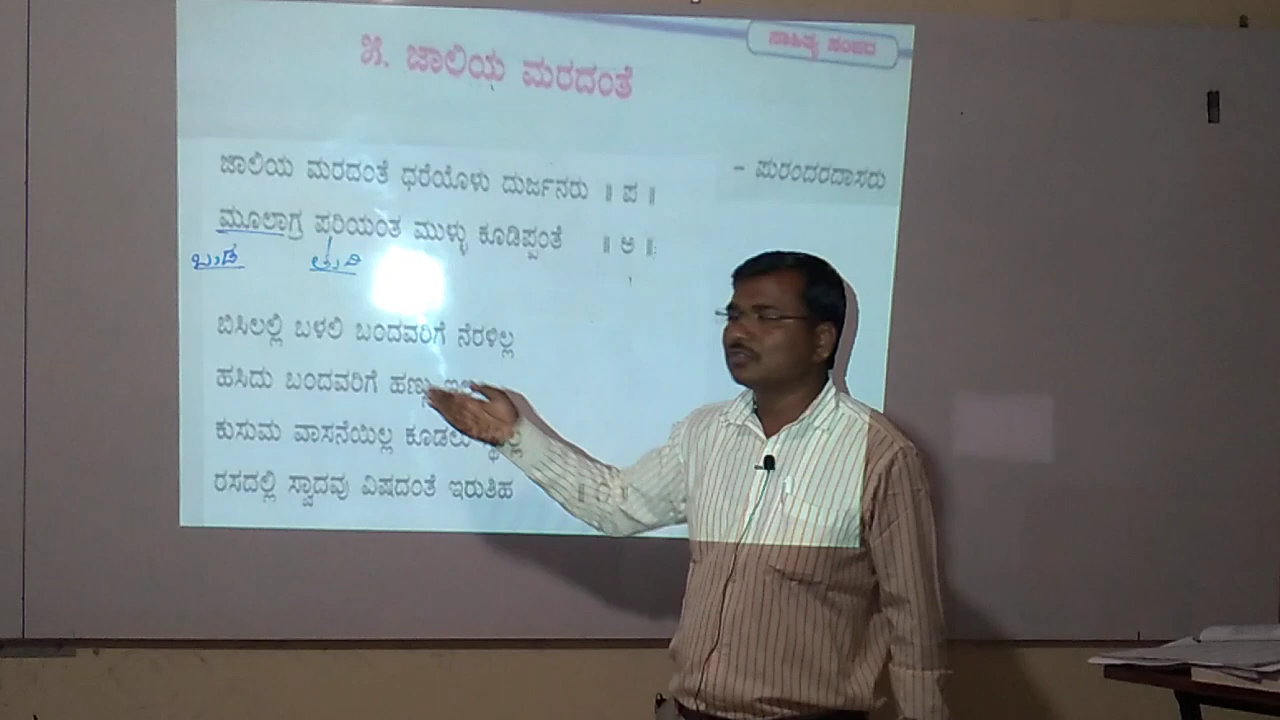 ಸಾಹಿತ್ಯ ಸಂಪದ
೫. ಜಾಲಿಯ ಮರದಂತೆ
– ಪುರಂದರದಾಸರು
ಜಾಲಿಯ ಮರದಂತೆ ಧರೆಯೊಳು ದುರ್ಜನರು ॥ ಪ ॥
ಮೂಲಾಗ್ರ ಪರಿಯಂತ ಮುಳ್ಳು ಕೂಡಿಪ್ಪಂತೆ ॥ ಅ ॥
ಬುಡ ತುದಿ
ಬಿಸಿಲಲ್ಲಿ ಬಳಲಿ ಬಂದವರಿಗೆ ನೆರಳಿಲ್ಲ
ಹಸಿದು ಬಂದವರಿಗೆ ಹಣ್ಣು
ಕುಸುಮ ವಾಸನೆಯಿಲ್ಲ ಕೂಡಲು
ರಸದಲ್ಲಿ ಸ್ವಾದವು ವಿಷದಂತೆ ಇರುತಿಹ